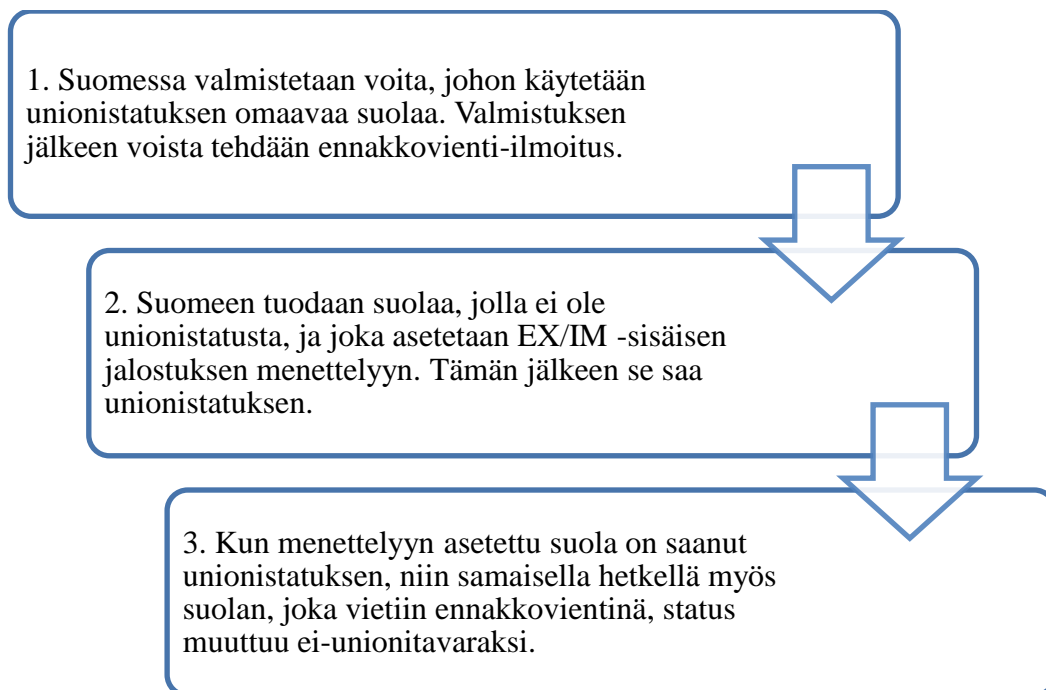 1. Suomessa valmistetaan voita, johon käytetään
unionistatuksen omaavaa suolaa. Valmistuksen
jälkeen voista tehdään ennakkovienti-ilmoitus.
2. Suomeen tuodaan suolaa, jolla ei ole
unionistatusta, ja joka asetetaan EX/IM -sisäisen
jalostuksen menettelyyn. Tämän jälkeen se saa
unionistatuksen.
3. Kun menettelyyn asetettu suola on saanut
unionistatuksen, niin samaisella hetkellä myös
suolan, joka vietiin ennakkovientinä, status
muuttuu ei-unionitavaraksi.